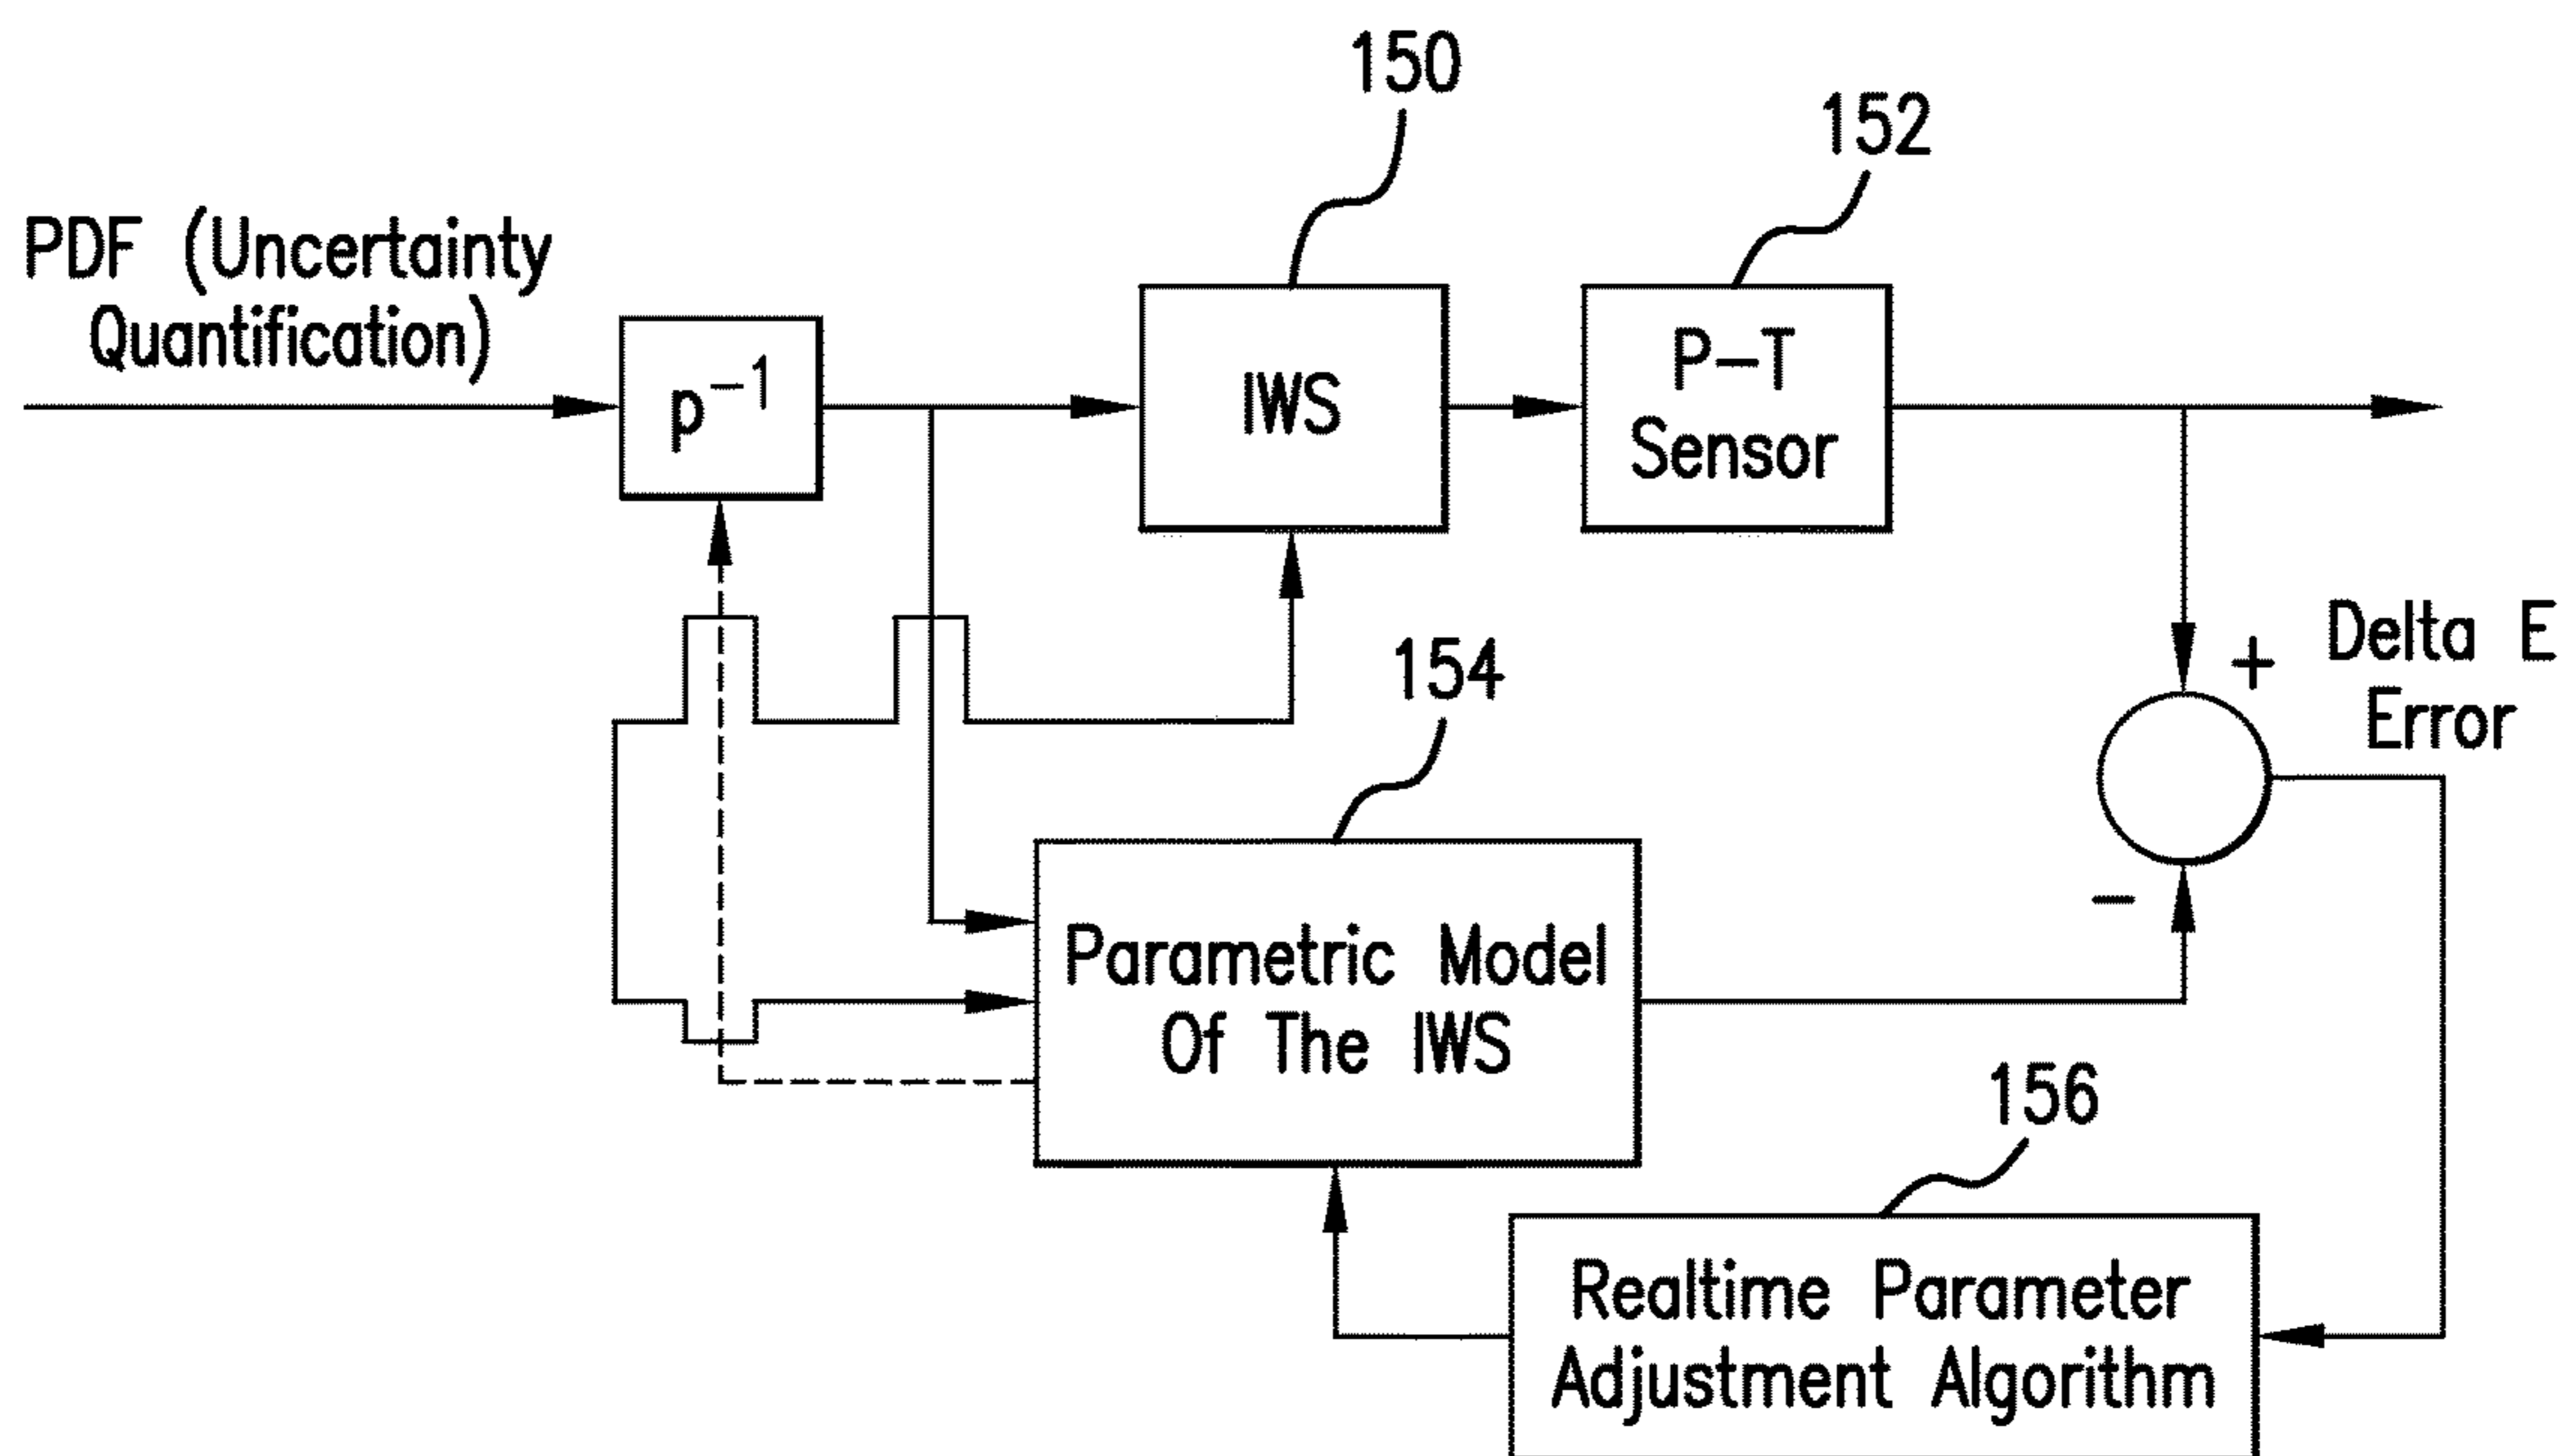 150
152
PDF (Uncertainty
Quantification)
p⁻¹
IWS
P-T
Sensor
+
Delta E
Error
154
-
Parametric Model
Of The IWS
156
Realtime Parameter
Adjustment Algorithm